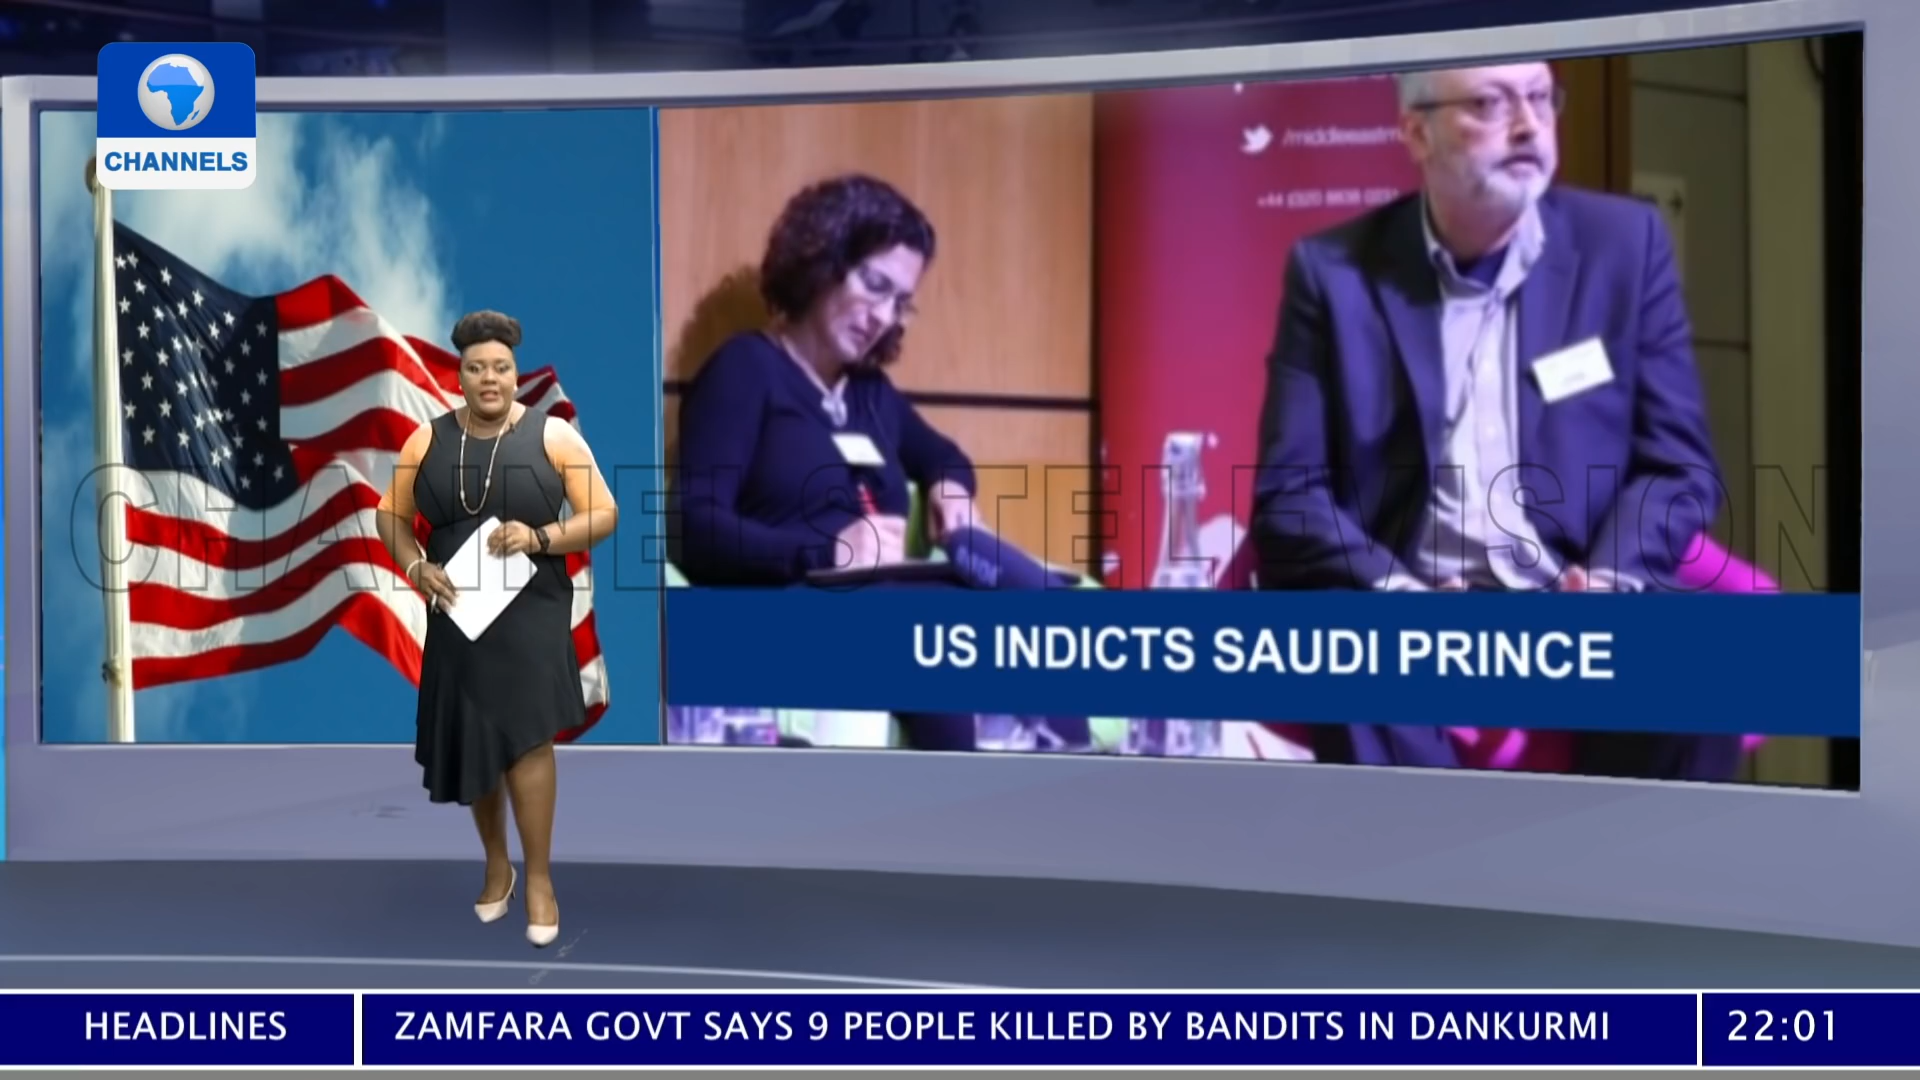 CHANNELS
/middleeastm
CHANNELS TELEVISION
US INDICTS SAUDI PRINCE
HEADLINES
ZAMFARA GOVT SAYS 9 PEOPLE KILLED BY BANDITS IN DANKURMI
22:01